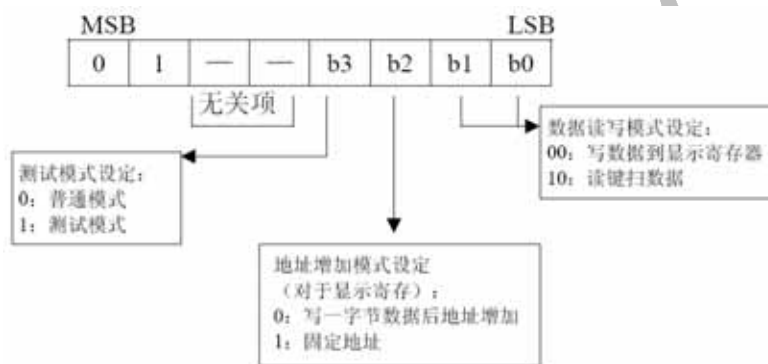 MSB LSB
0 1 — — b3 b2 b1 b0
无关项
数据读写模式设定：
00：写数据到显示寄存器
10：读键扫数据
测试模式设定：
0：普通模式
1：测试模式
地址增加模式设定
（对于显示寄存）：
0：写一字节数据后地址增加
1：固定地址